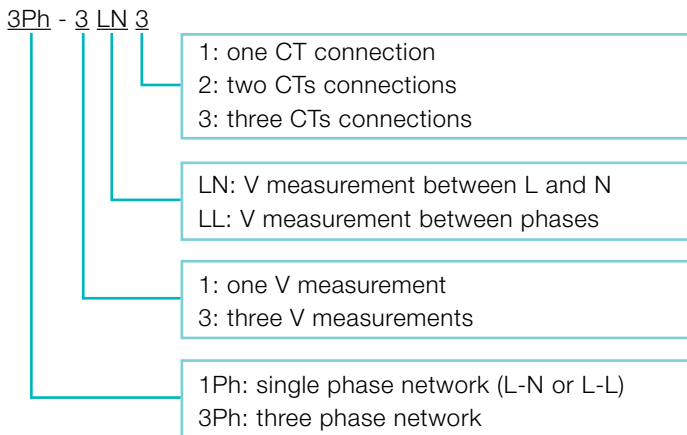 3Ph - 3 LN 3
1: one CT connection
2: two CTs connections
3: three CTs connections
LN: V measurement between L and N
LL: V measurement between phases
1: one V measurement
3: three V measurements
1Ph: single phase network (L-N or L-L)
3Ph: three phase network